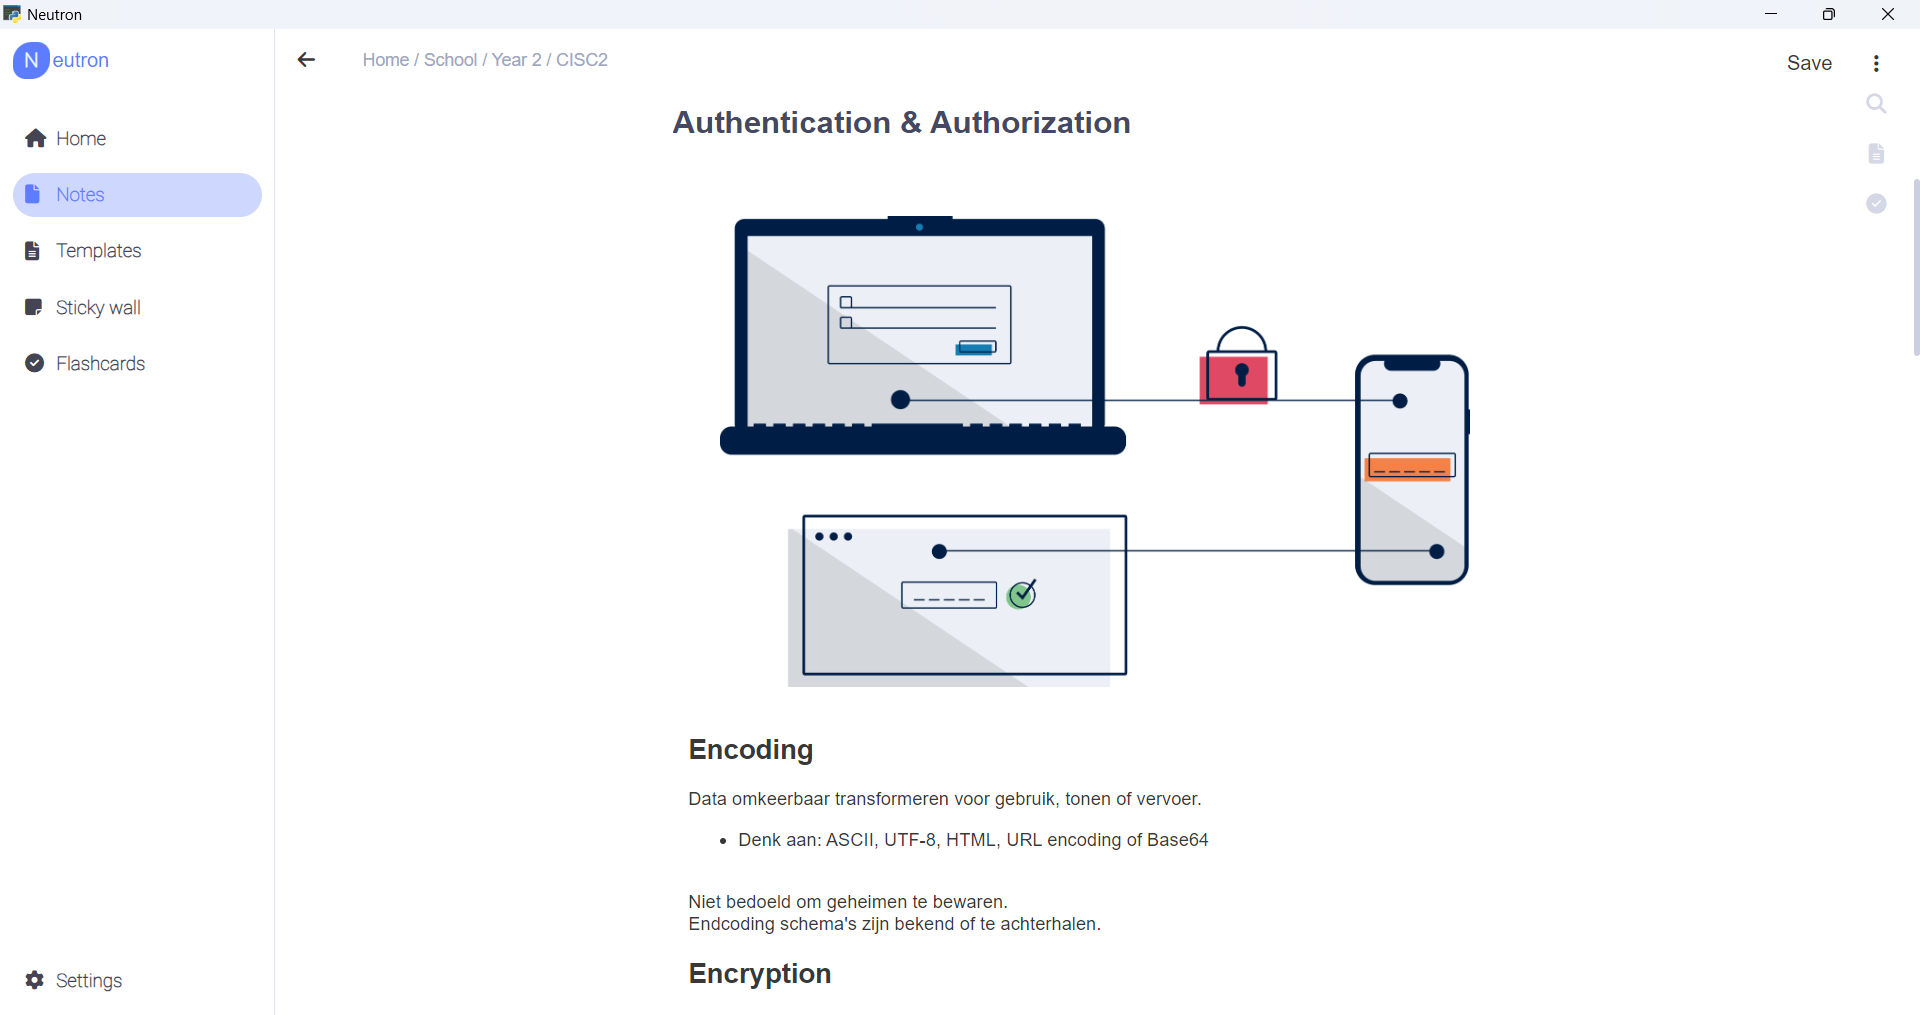 Neutron
Neutron
Home / School / Year 2 / CISC2
Save
Home
Notes
Templates
Sticky wall
Flashcards
Settings
Authentication & Authorization
Encoding
Data omkeerbaar transformeren voor gebruik, tonen of vervoer.
• Denk aan: ASCII, UTF-8, HTML, URL encoding of Base64
Niet bedoeld om geheimen te bewaren.
Endcoding schema's zijn bekend of te achterhalen.
Encryption